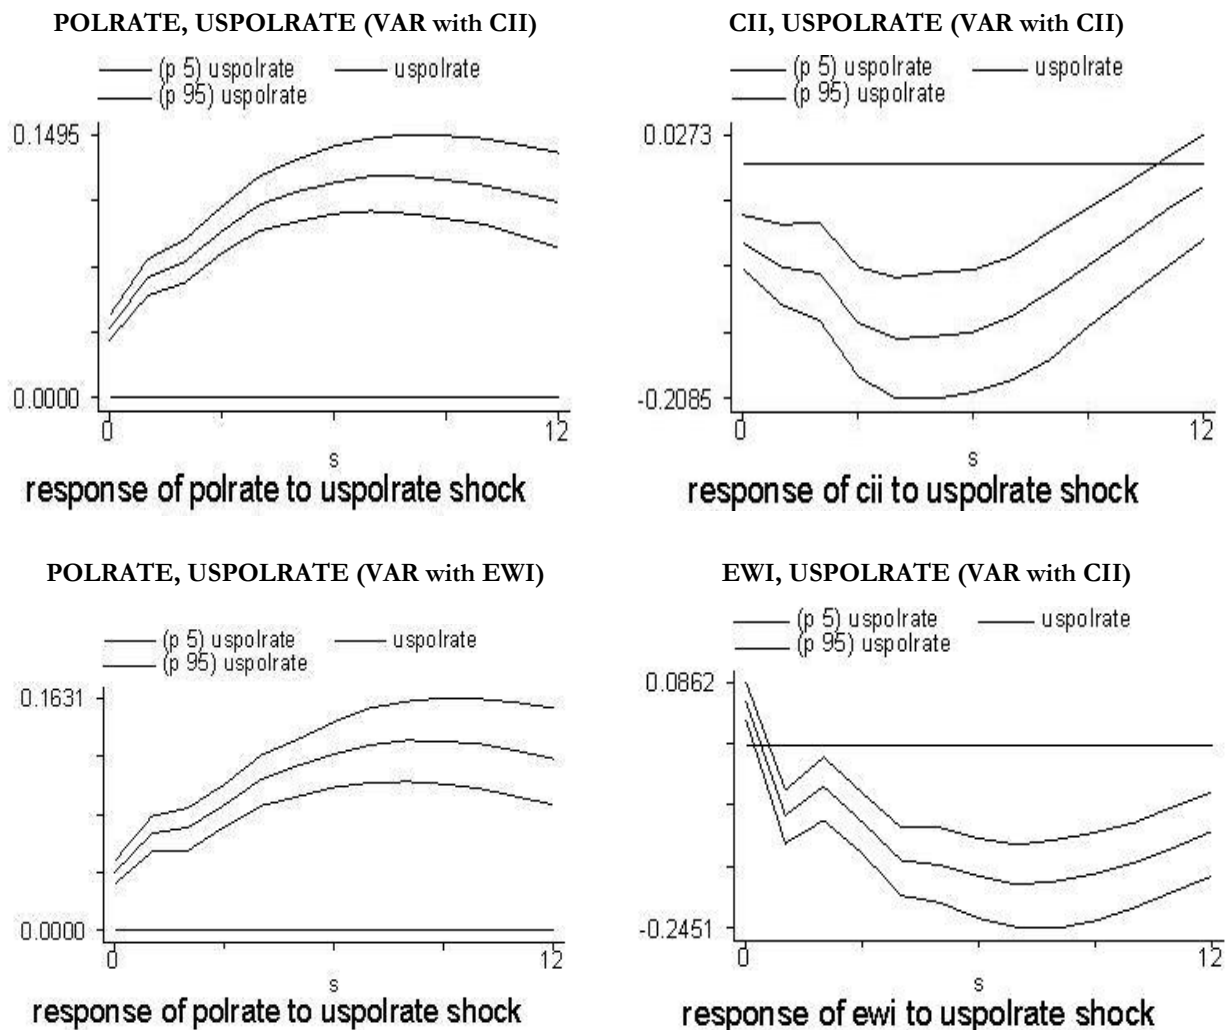 POLRATE, USPOLRATE (VAR with CII)
(p 5) uspolrate uspolrate
(p 95) uspolrate
0.1495
0.0000
0 12
s
response of polrate to uspolrate shock
CII, USPOLRATE (VAR with CII)
(p 5) uspolrate uspolrate
(p 95) uspolrate
0.0273
-0.2085
0 12
s
response of cii to uspolrate shock
POLRATE, USPOLRATE (VAR with EWI)
(p 5) uspolrate uspolrate
(p 95) uspolrate
0.1631
0.0000
0 12
s
response of polrate to uspolrate shock
EWI, USPOLRATE (VAR with CII)
(p 5) uspolrate uspolrate
(p 95) uspolrate
0.0862
-0.2451
0 12
s
response of ewi to uspolrate shock